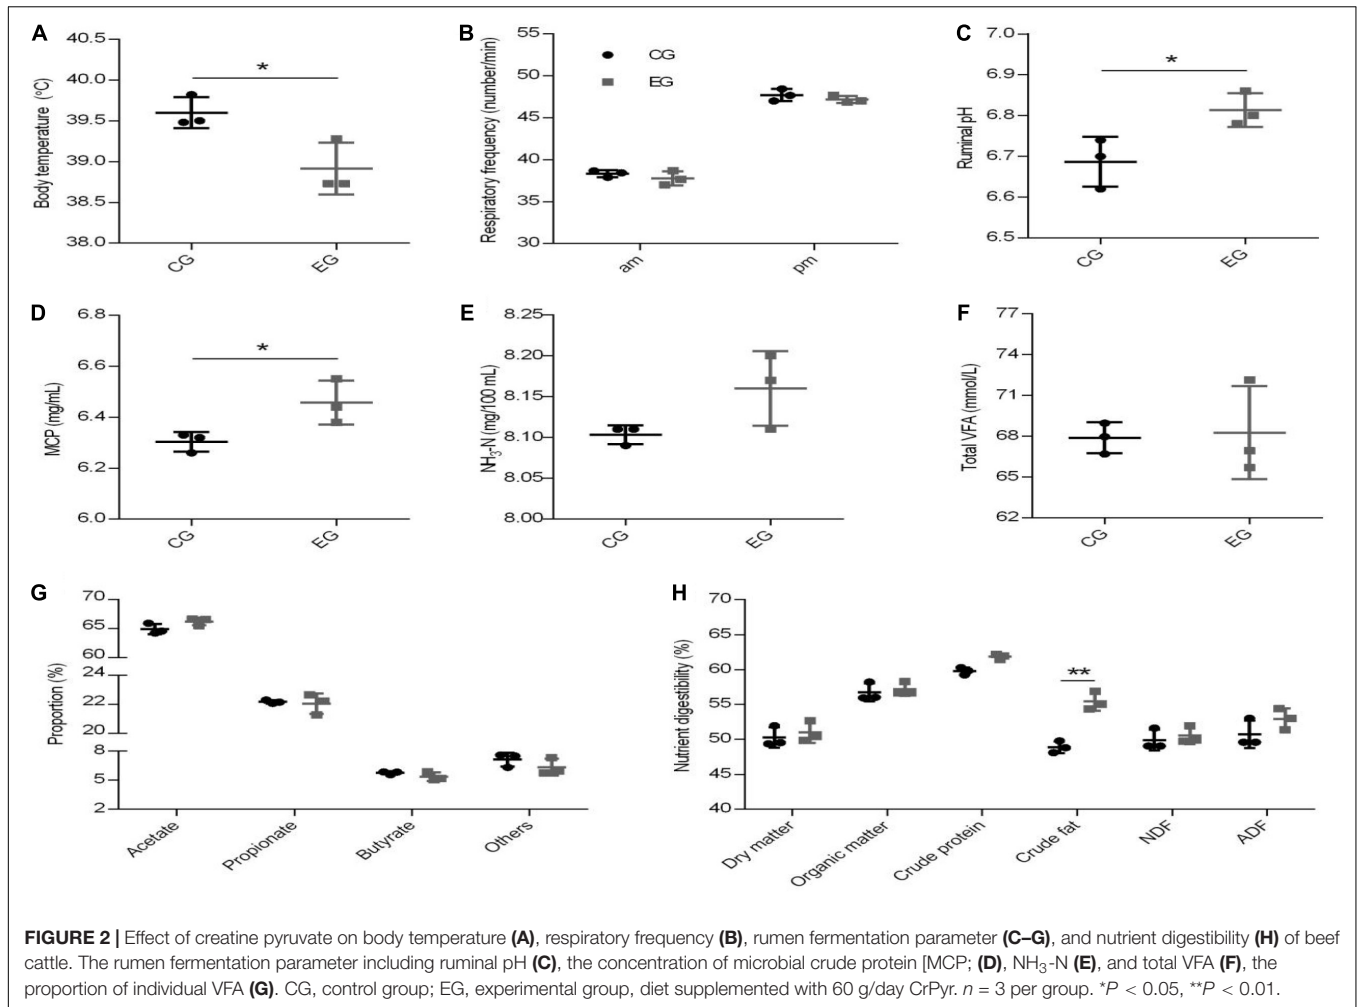 A
40.5
40.0
39.5
39.0
38.5
38.0
Body temperature (°C)
*
CG
EG
B
55
50
45
40
35
30
Respiratory frequency (number/min)
CG
EG
am
pm
C
7.0
6.9
6.8
6.7
6.6
6.5
Ruminal pH
*
CG
EG
D
6.8
6.6
6.4
6.2
6.0
MCP (mg/mL)
*
CG
EG
E
8.25
8.20
8.15
8.10
8.05
8.00
NH₃-N (mg/100 mL)
CG
EG
F
77
74
71
68
65
62
Total VFA (mmol/L)
CG
EG
G
70
65
60
24
22
20
8
5
2
Proportion (%)
Acetate
Propionate
Butyrate
Others
H
70
65
60
55
50
45
40
Nutrient digestibility (%)
**
Dry matter
Organic matter
Crude protein
Crude fat
NDF
ADF
FIGURE 2 | Effect of creatine pyruvate on body temperature (A), respiratory frequency (B), rumen fermentation parameter (C–G), and nutrient digestibility (H) of beef
cattle. The rumen fermentation parameter including ruminal pH (C), the concentration of microbial crude protein [MCP; (D), NH₃-N (E), and total VFA (F), the
proportion of individual VFA (G). CG, control group; EG, experimental group, diet supplemented with 60 g/day CrPyr. n = 3 per group. *P < 0.05, **P < 0.01.